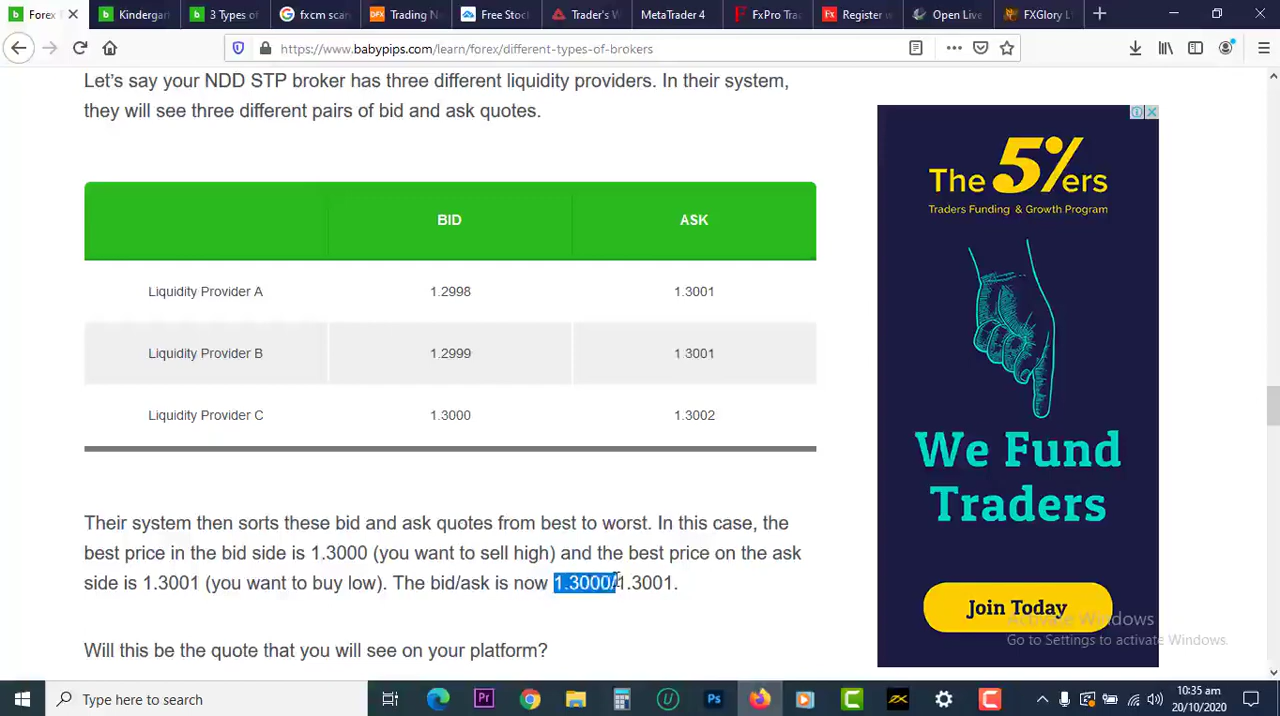 Forex
Kindergar
3 Types of
fxcm scan
Trading No
Free Stock
Trader's W
MetaTrader 4
FxPro Trad
Register w
Open Live
FXGlory L
https://www.babypips.com/learn/forex/different-types-of-brokers
Let's say your NDD STP broker has three different liquidity providers. In their system,
they will see three different pairs of bid and ask quotes.
BID ASK
Liquidity Provider A 1.2998 1.3001
Liquidity Provider B 1.2999 1.3001
Liquidity Provider C 1.3000 1.3002
Their system then sorts these bid and ask quotes from best to worst. In this case, the
best price in the bid side is 1.3000 (you want to sell high) and the best price on the ask
side is 1.3001 (you want to buy low). The bid/ask is now 1.3000/1.3001.
Will this be the quote that you will see on your platform?
The 5%ers
Traders Funding & Growth Program
We Fund
Traders
Join Today
Activate Windows
Go to Settings to activate Windows.
Type here to search
Pr
Ps
10:35 am
20/10/2020